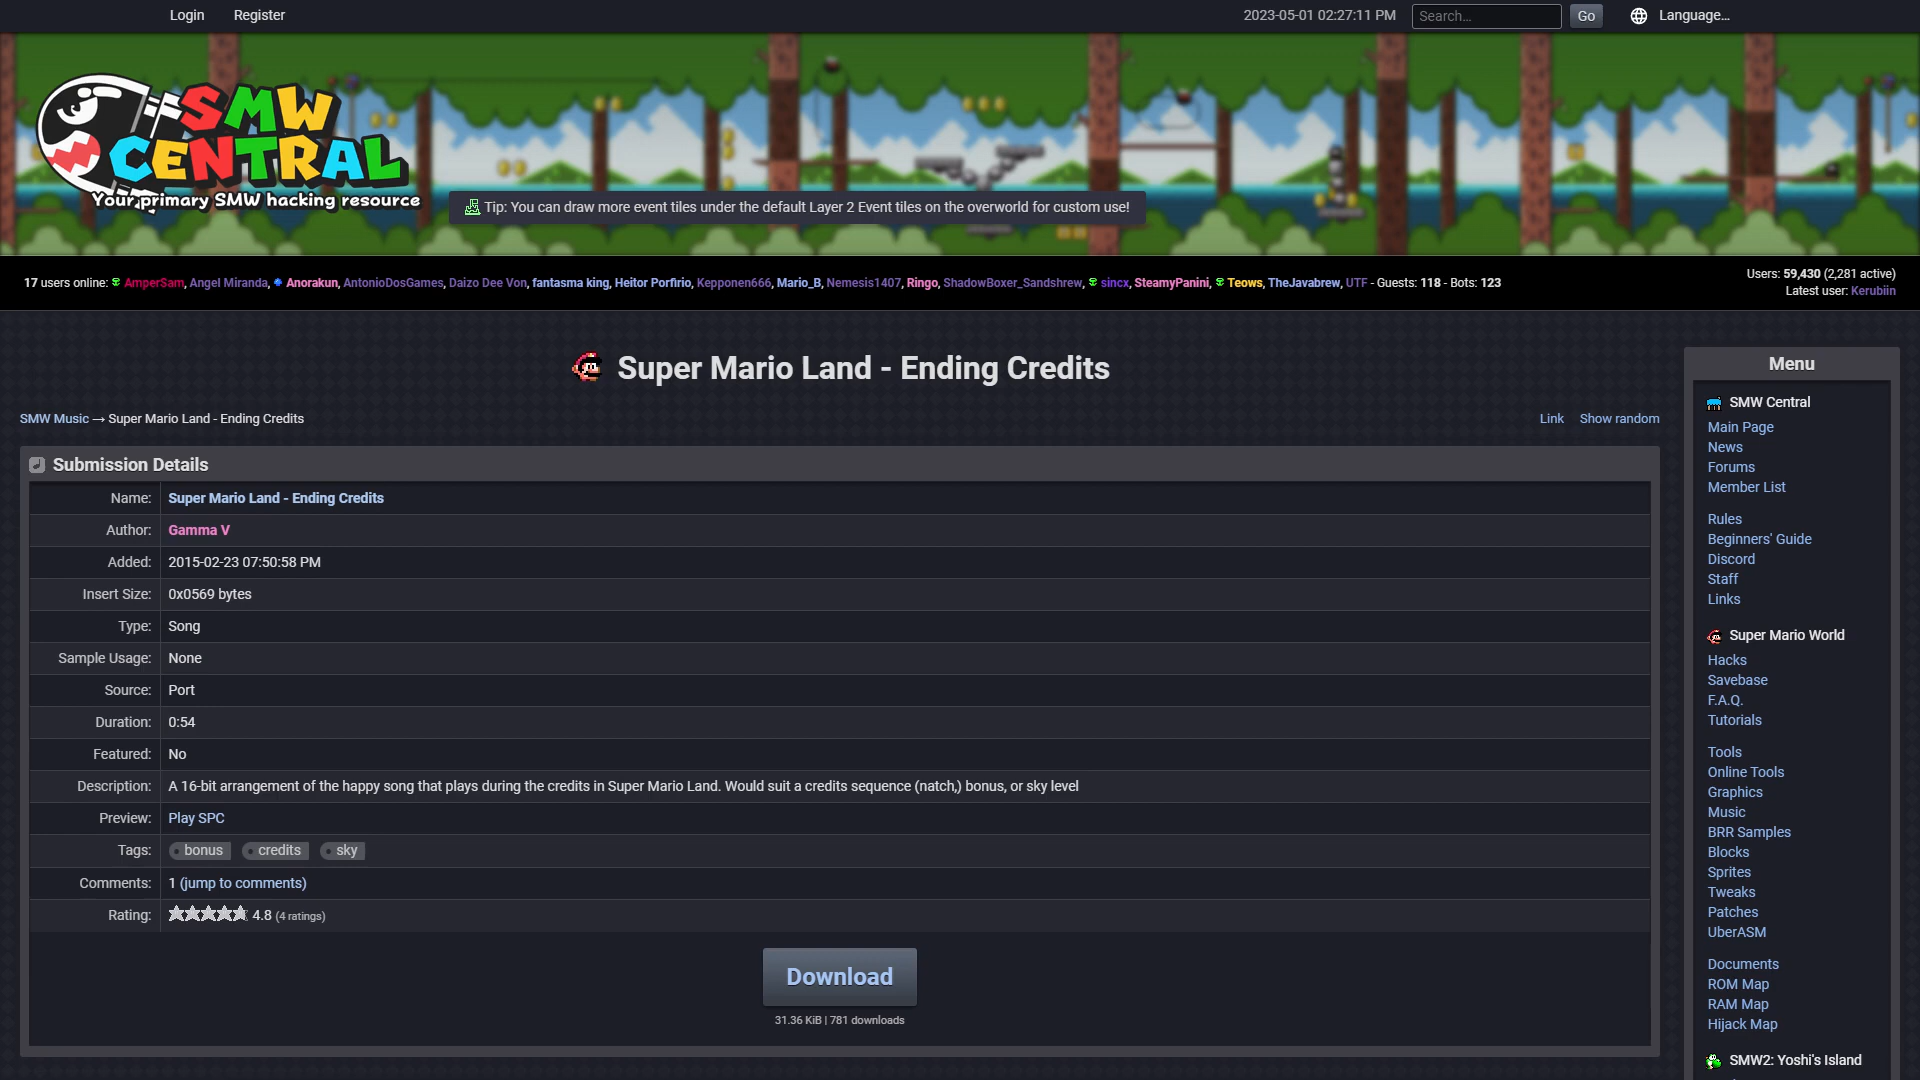 Login Register 2023-05-01 02:27:11 PM Search... Go Language...
SMW
CENTRAL
Your primary SMW hacking resource
Tip: You can draw more event tiles under the default Layer 2 Event tiles on the overworld for custom use!
17 users online: AmperSam, Angel Miranda, Anorakun, AntonioDosGames, Daizo Dee Von, fantasma king, Heitor Porfirio, Kepponen666, Mario_B, Nemesis1407, Ringo, ShadowBoxer_Sandshrew, sincx, SteamyPanini, Teows, TheJavabrew, UTF - Guests: 118 - Bots: 123
Users: 59,430 (2,281 active)
Latest user: Kerubiin
Super Mario Land - Ending Credits
SMW Music → Super Mario Land - Ending Credits
Link Show random
Submission Details
Name: Super Mario Land - Ending Credits
Author: Gamma V
Added: 2015-02-23 07:50:58 PM
Insert Size: 0x0569 bytes
Type: Song
Sample Usage: None
Source: Port
Duration: 0:54
Featured: No
Description: A 16-bit arrangement of the happy song that plays during the credits in Super Mario Land. Would suit a credits sequence (natch,) bonus, or sky level
Preview: Play SPC
Tags: bonus credits sky
Comments: 1 (jump to comments)
Rating: 4.8 (4 ratings)
Download
31.36 KiB | 781 downloads
Menu
SMW Central
Main Page
News
Forums
Member List
Rules
Beginners' Guide
Discord
Staff
Links
Super Mario World
Hacks
Savebase
F.A.Q.
Tutorials
Tools
Online Tools
Graphics
Music
BRR Samples
Blocks
Sprites
Tweaks
Patches
UberASM
Documents
ROM Map
RAM Map
Hijack Map
SMW2: Yoshi's Island